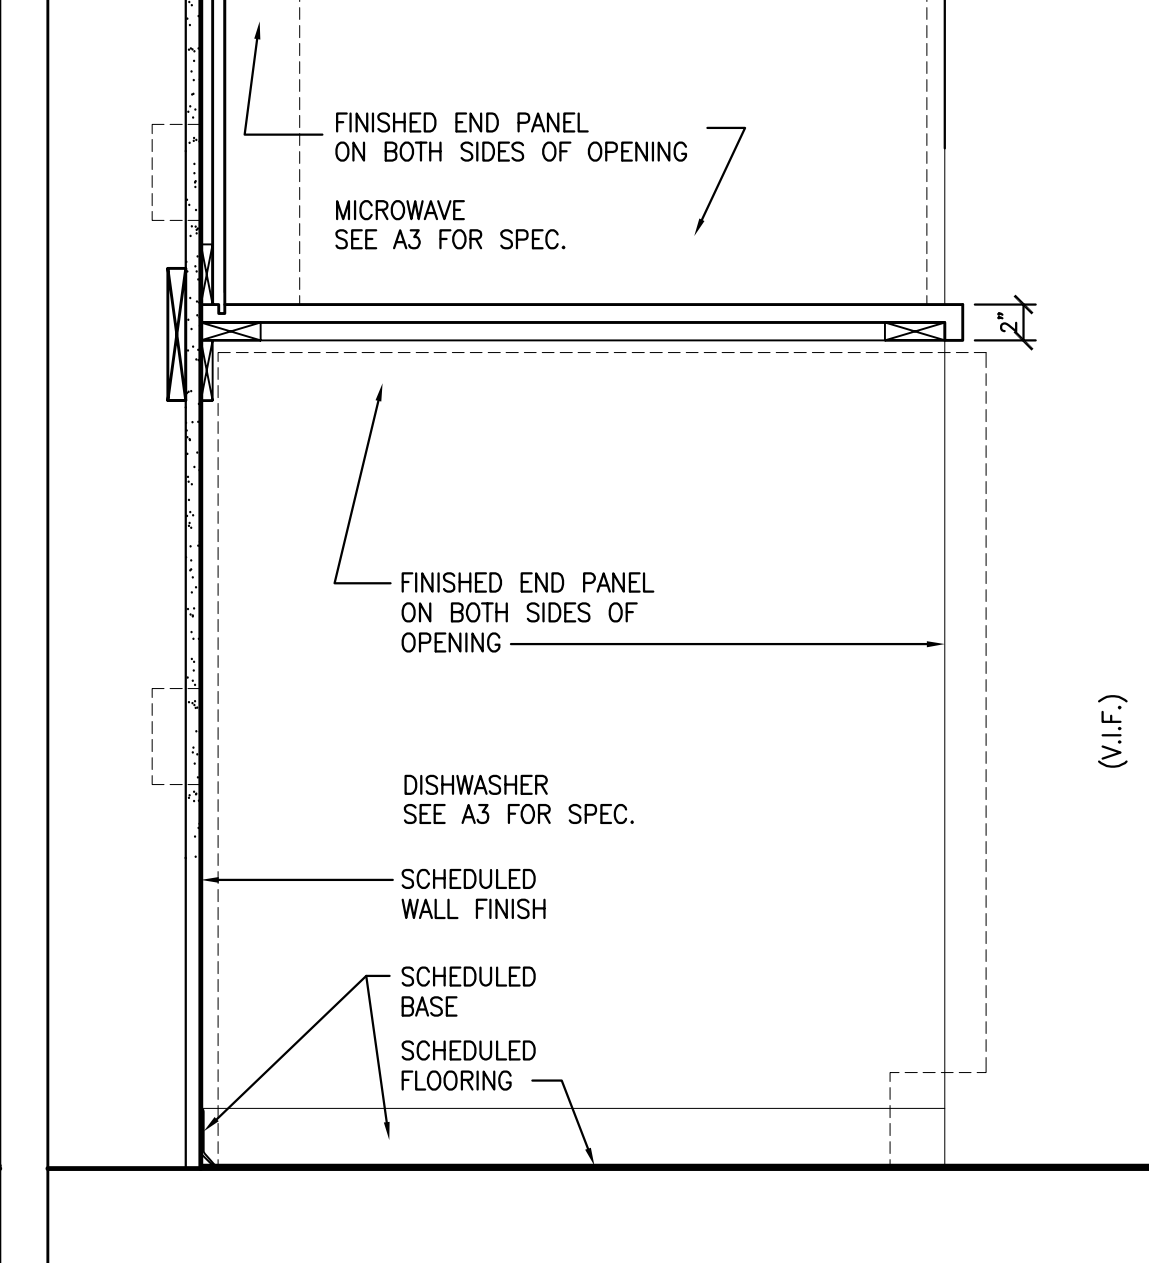 FINISHED END PANEL
ON BOTH SIDES OF OPENING
MICROWAVE
SEE A3 FOR SPEC.
2"
FINISHED END PANEL
ON BOTH SIDES OF
OPENING
(V.I.F.)
DISHWASHER
SEE A3 FOR SPEC.
SCHEDULED
WALL FINISH
SCHEDULED
BASE
SCHEDULED
FLOORING